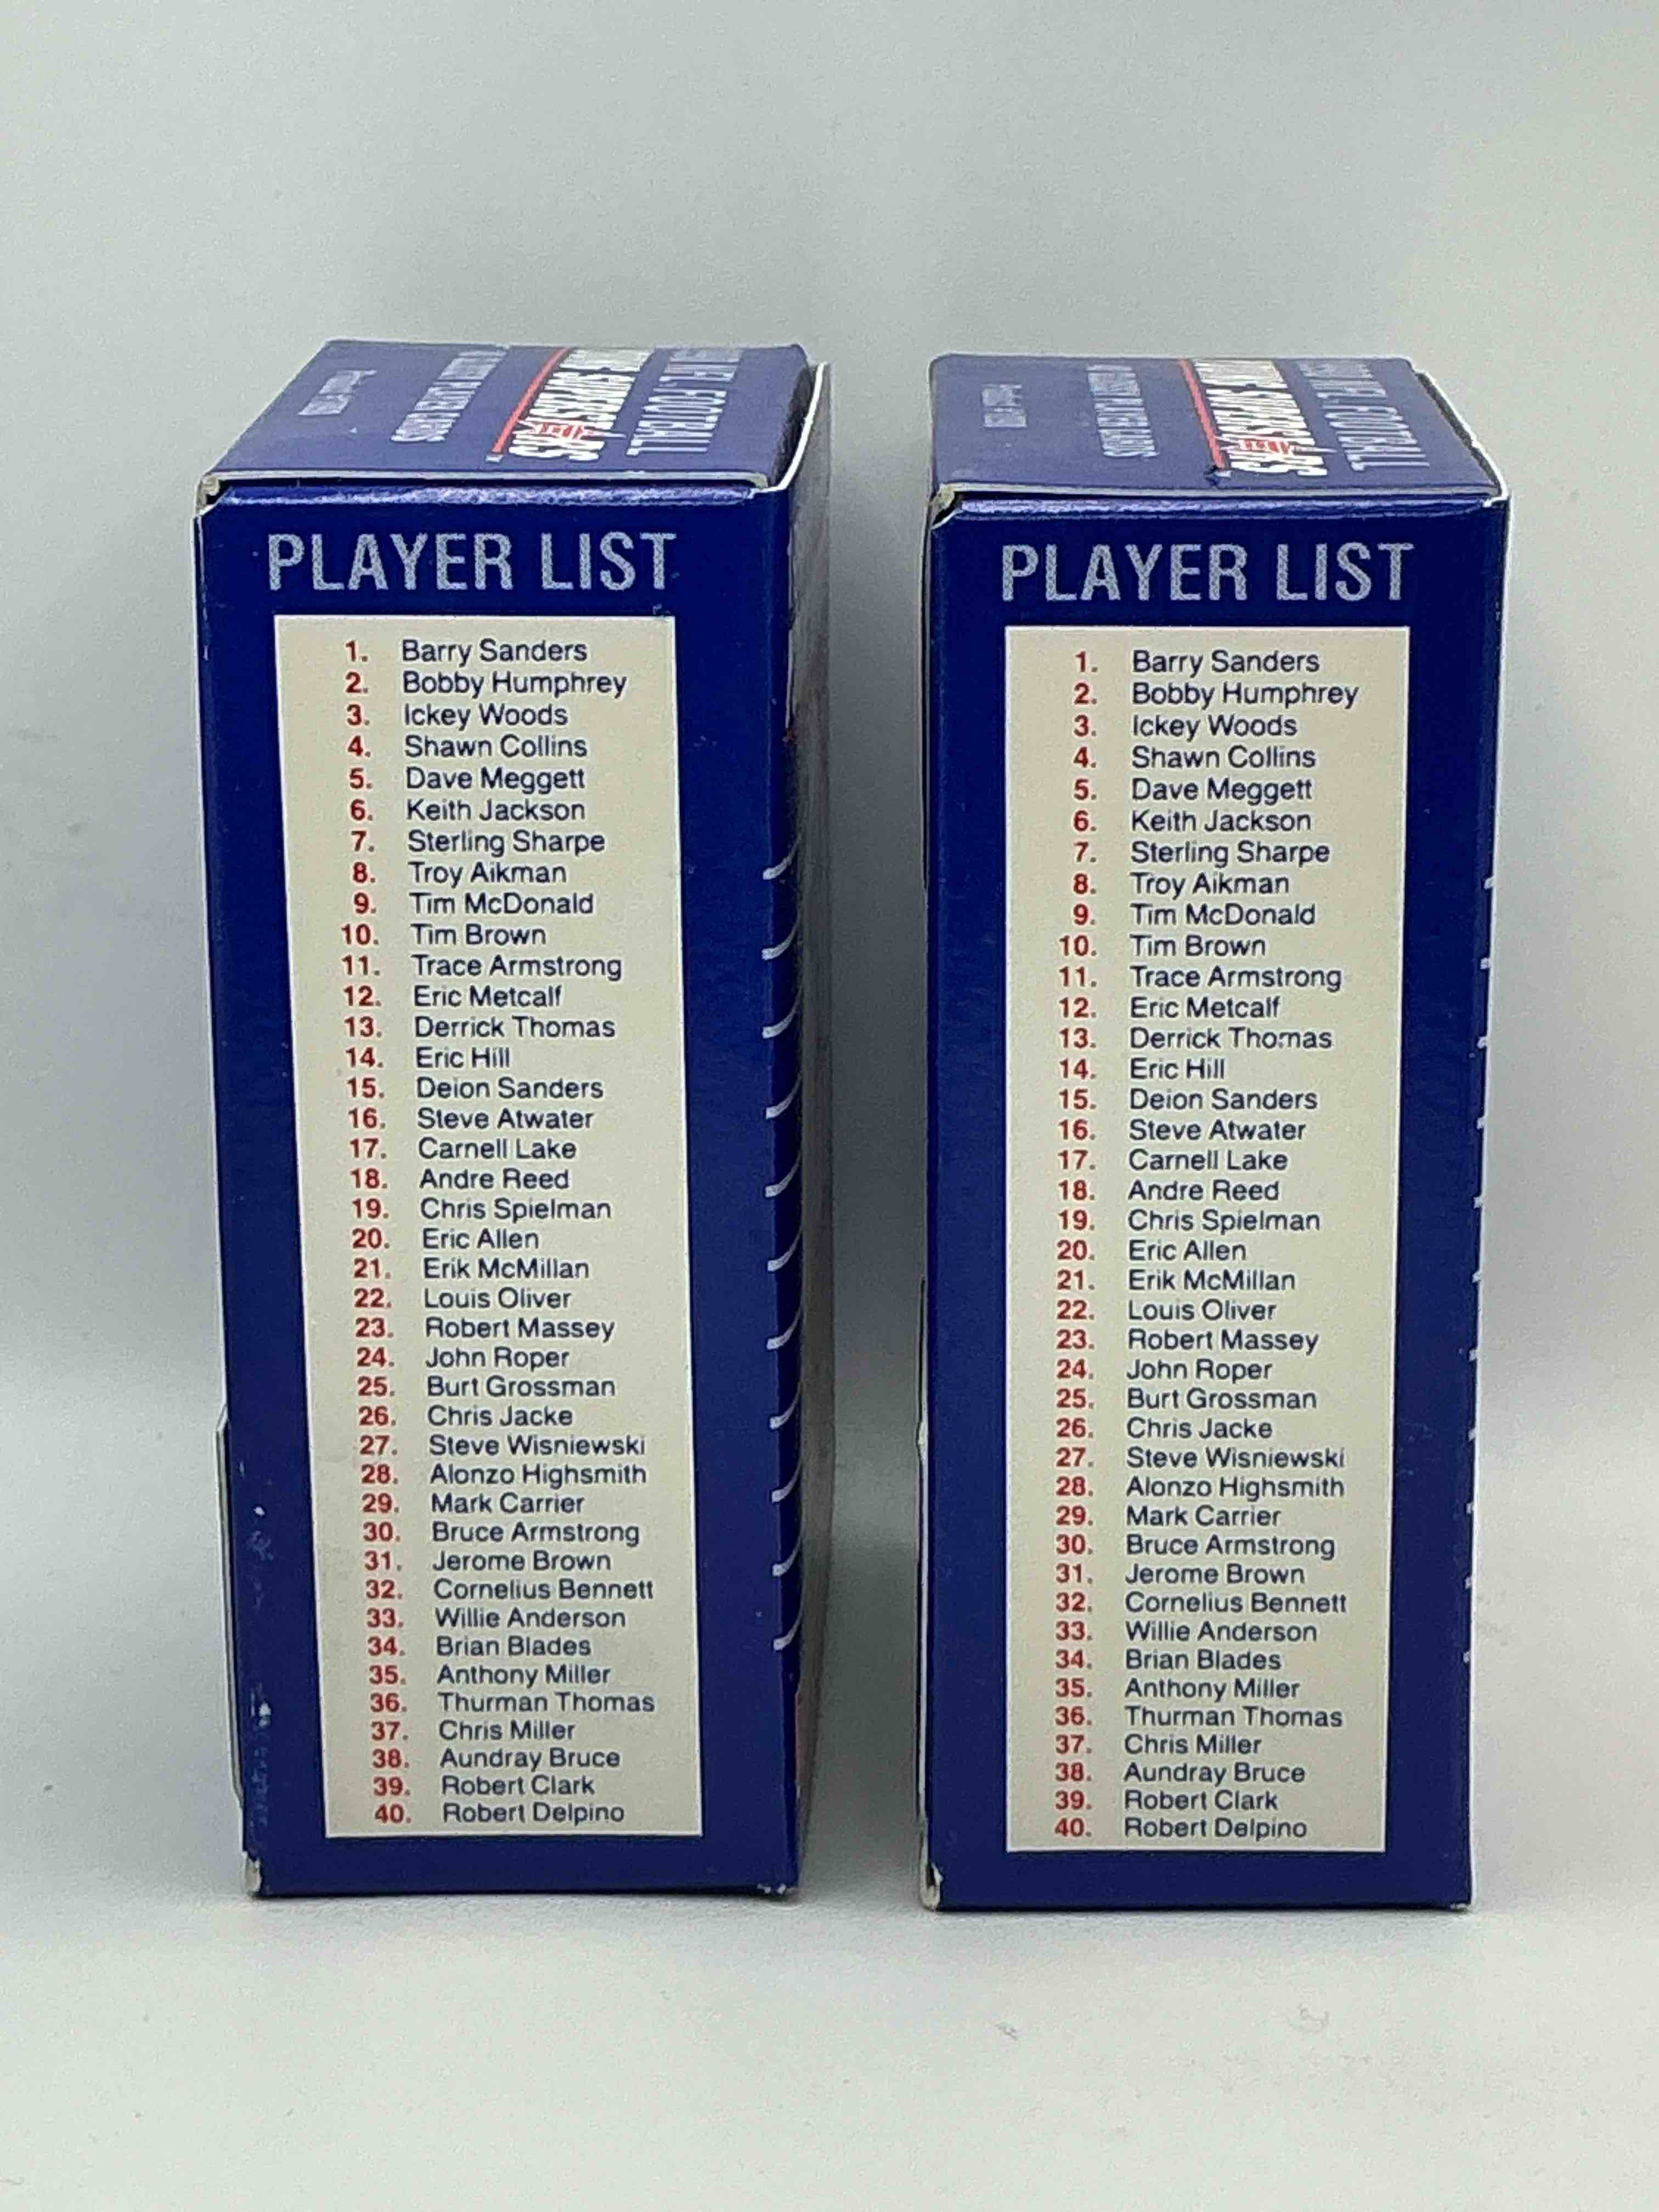 YOUNG SUPERSTARS
FOOTBALL
PLAYER LIST
1. Barry Sanders
2. Bobby Humphrey
3. Ickey Woods
4. Shawn Collins
5. Dave Meggett
6. Keith Jackson
7. Sterling Sharpe
8. Troy Aikman
9. Tim McDonald
10. Tim Brown
11. Trace Armstrong
12. Eric Metcalf
13. Derrick Thomas
14. Eric Hill
15. Deion Sanders
16. Steve Atwater
17. Carnell Lake
18. Andre Reed
19. Chris Spielman
20. Eric Allen
21. Erik McMillan
22. Louis Oliver
23. Robert Massey
24. John Roper
25. Burt Grossman
26. Chris Jacke
27. Steve Wisniewski
28. Alonzo Highsmith
29. Mark Carrier
30. Bruce Armstrong
31. Jerome Brown
32. Cornelius Bennett
33. Willie Anderson
34. Brian Blades
35. Anthony Miller
36. Thurman Thomas
37. Chris Miller
38. Aundray Bruce
39. Robert Clark
40. Robert Delpino
FOOTBALL
PLAYER LIST
1. Barry Sanders
2. Bobby Humphrey
3. Ickey Woods
4. Shawn Collins
5. Dave Meggett
6. Keith Jackson
7. Sterling Sharpe
8. Troy Aikman
9. Tim McDonald
10. Tim Brown
11. Trace Armstrong
12. Eric Metcalf
13. Derrick Thomas
14. Eric Hill
15. Deion Sanders
16. Steve Atwater
17. Carnell Lake
18. Andre Reed
19. Chris Spielman
20. Eric Allen
21. Erik McMillan
22. Louis Oliver
23. Robert Massey
24. John Roper
25. Burt Grossman
26. Chris Jacke
27. Steve Wisniewski
28. Alonzo Highsmith
29. Mark Carrier
30. Bruce Armstrong
31. Jerome Brown
32. Cornelius Bennett
33. Willie Anderson
34. Brian Blades
35. Anthony Miller
36. Thurman Thomas
37. Chris Miller
38. Aundray Bruce
39. Robert Clark
40. Robert Delpino